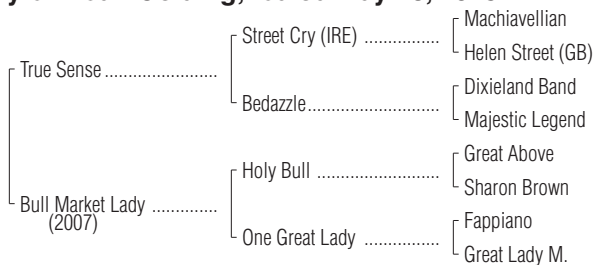 Machiavellian
Street Cry (IRE) ................
Helen Street (GB)
True Sense ........................
Dixieland Band
Bedazzle............................
Majestic Legend
Great Above
Holy Bull ..........................
Sharon Brown
Bull Market Lady ..............
(2007)
Fappiano
One Great Lady ................
Great Lady M.